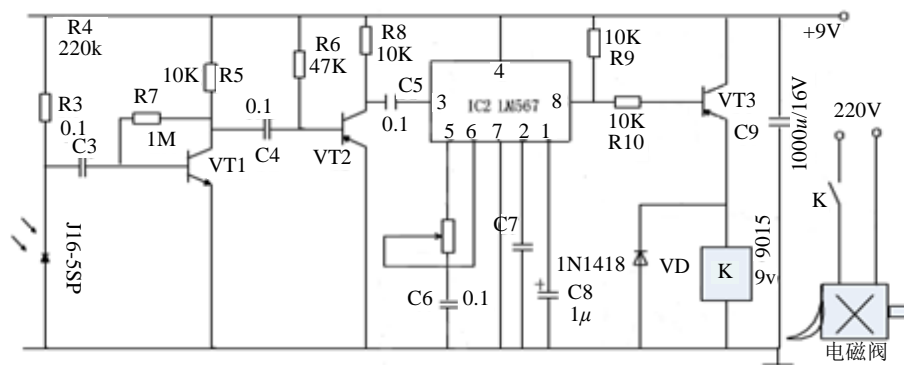 R4
220k
R3
0.1
C3
R7
1M
10K
R5
VT1
0.1
C4
R6
47K
VT2
R8
10K
C5
0.1
3
4
8
IC2 LM567
5 6 7 2 1
C6
0.1
C7
C8
1μ
10K
R9
10K
R10
VT3
C9
1000u/16V
+9V
1N1418
VD
K
9015
9v
220V
K
电磁阀
J16-5SP